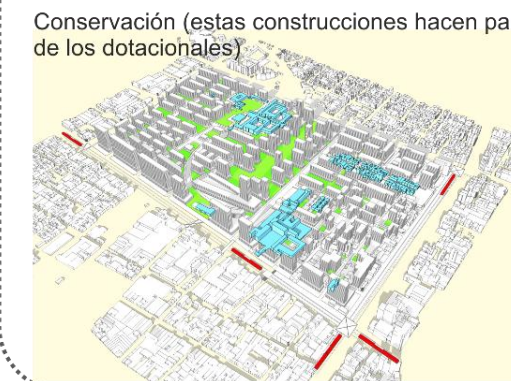 Conservación (estas construcciones hacen pa
de los dotacionales)